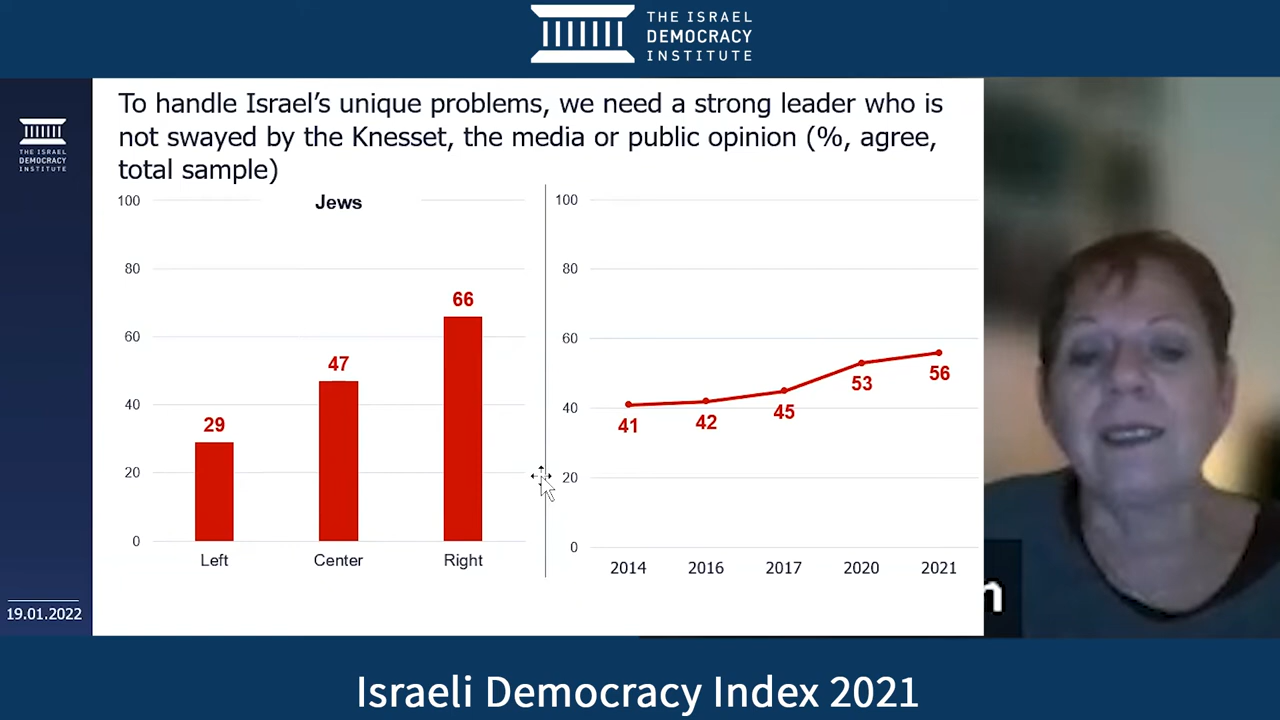 THE ISRAEL
DEMOCRACY
INSTITUTE
THE ISRAEL
DEMOCRACY
INSTITUTE
To handle Israel's unique problems, we need a strong leader who is
not swayed by the Knesset, the media or public opinion (%, agree,
total sample)
Jews
100
80
60
40
20
0
29
47
66
Left
Center
Right
100
80
60
40
20
0
41
42
45
53
56
2014
2016
2017
2020
2021
19.01.2022
n
Israeli Democracy Index 2021